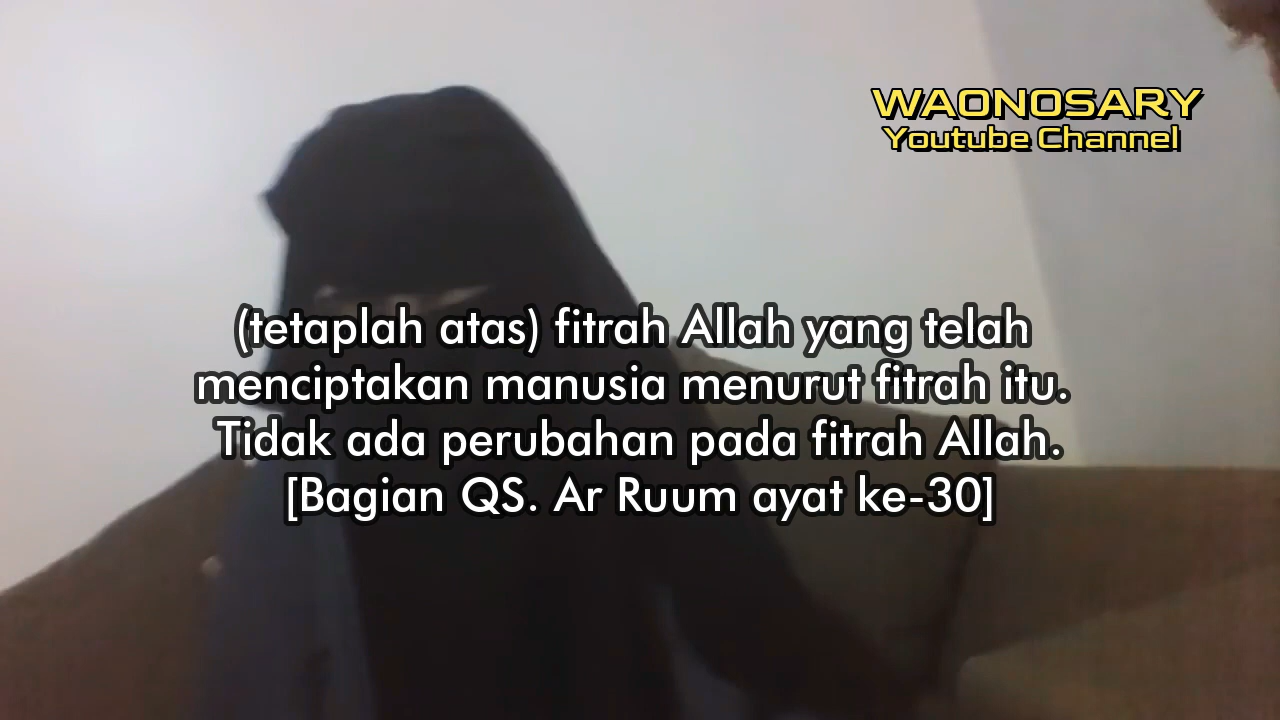 WAONOSARY
Youtube Channel
(tetaplah atas) fitrah Allah yang telah
menciptakan manusia menurut fitrah itu.
Tidak ada perubahan pada fitrah Allah.
[Bagian QS. Ar Ruum ayat ke-30]